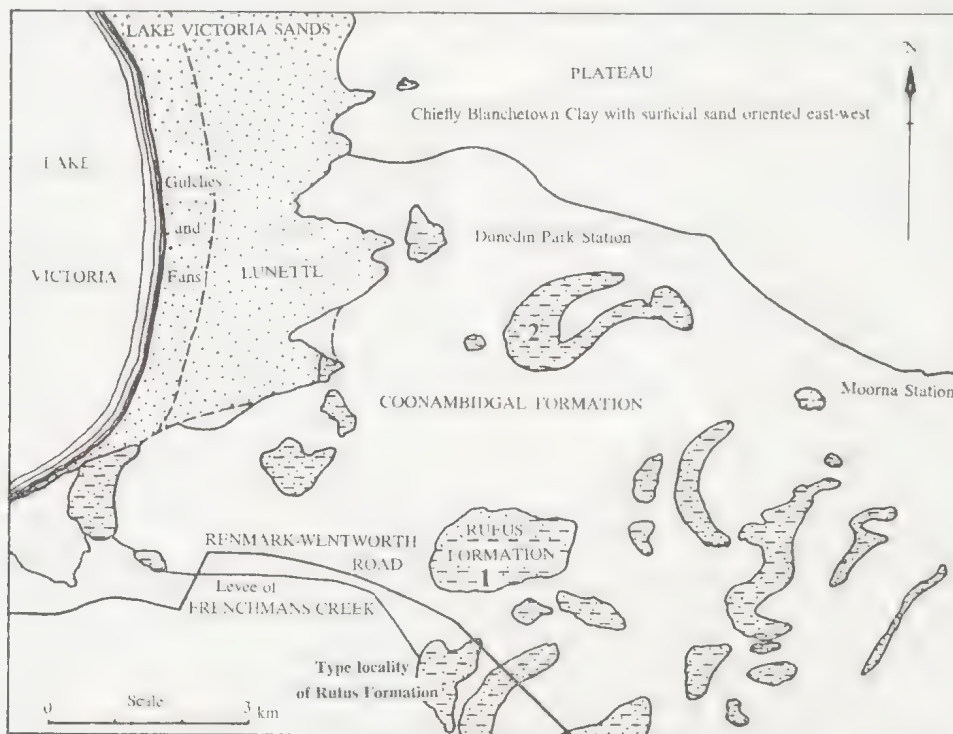 LAKE VICTORIA SANDS
N
PLATEAU
Chiefly Blanchetown Clay with surficial sand oriented east-west
LAKE
VICTORIA
Gulches
and
Fans
LUNETTE
Dunedin Park Station
2
COONAMBIDGAL FORMATION
Moorna Station
RUFUS
FORMATION
1
RENMARK-WENTWORTH
ROAD
Levee of
FRENCHMANS CREEK
Type locality
of Rufus Formation
0 Scale 3
km